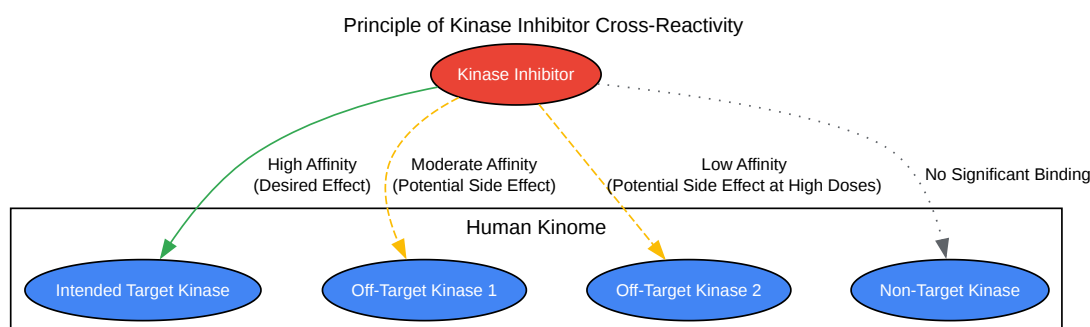 Principle of Kinase Inhibitor Cross-Reactivity
Kinase Inhibitor
High Affinity
(Desired Effect)
Moderate Affinity
(Potential Side Effect)
Low Affinity
(Potential Side Effect at High Doses)
No Significant Binding
Human Kinome
Intended Target Kinase
Off-Target Kinase 1
Off-Target Kinase 2
Non-Target Kinase